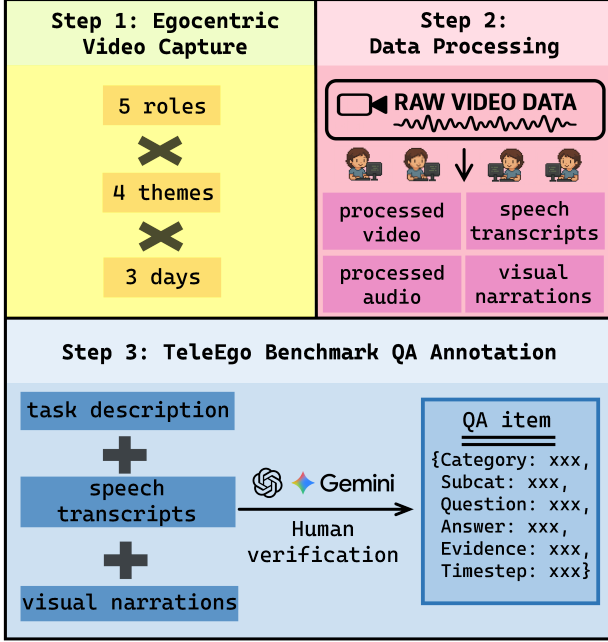 Step 1: Egocentric
Video Capture
5 roles
4 themes
3 days
Step 2:
Data Processing
RAW VIDEO DATA
processed
video
speech
transcripts
processed
audio
visual
narrations
Step 3: TeleEgo Benchmark QA Annotation
task description
speech
transcripts
visual narrations
Gemini
Human
verification
QA item
{Category: xxx,
Subcat: xxx,
Question: xxx,
Answer: xxx,
Evidence: xxx,
Timestep: xxx}